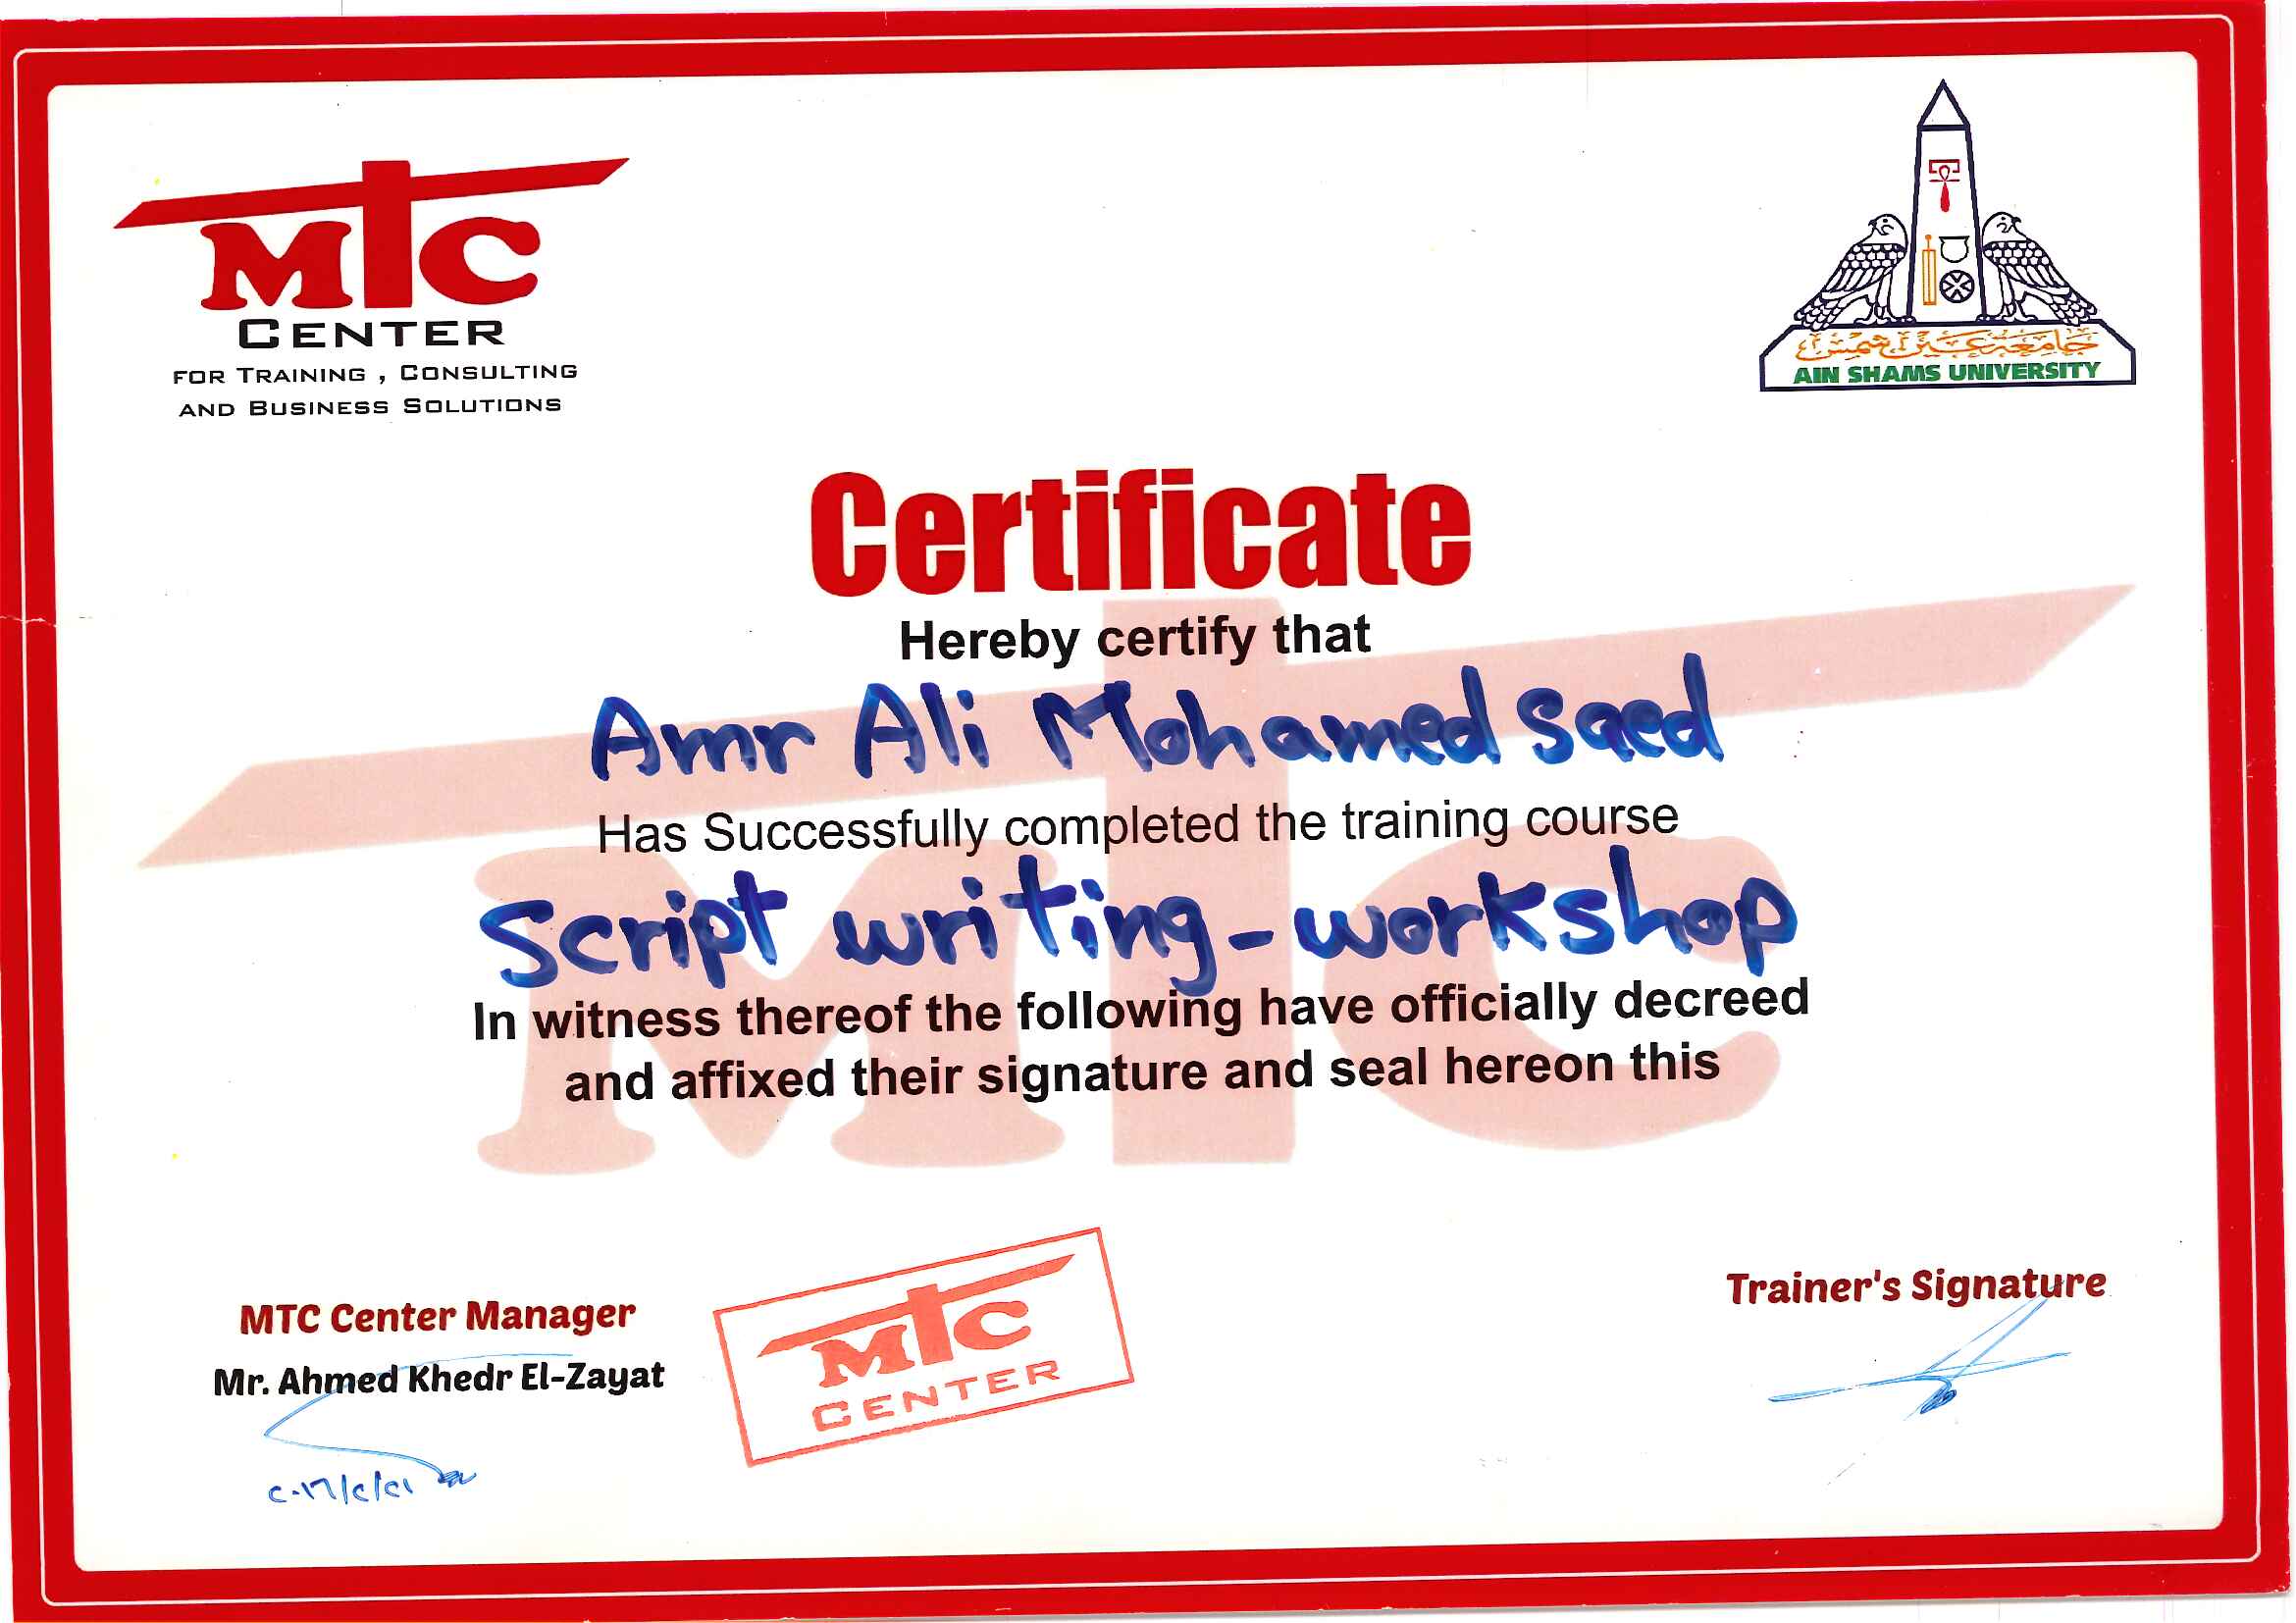 MTC
CENTER
FOR TRAINING , CONSULTING
AND BUSINESS SOLUTIONS
جامعة عين شمس
AIN SHAMS UNIVERSITY
Certificate
Hereby certify that
Amr Ali Mohamed Saed
Has Successfully completed the training course
Script writing-workshop
In witness thereof the following have officially decreed
and affixed their signature and seal hereon this
MTC Center Manager
Mr. Ahmed Khedr El-Zayat
MTC
CENTER
Trainer's Signature